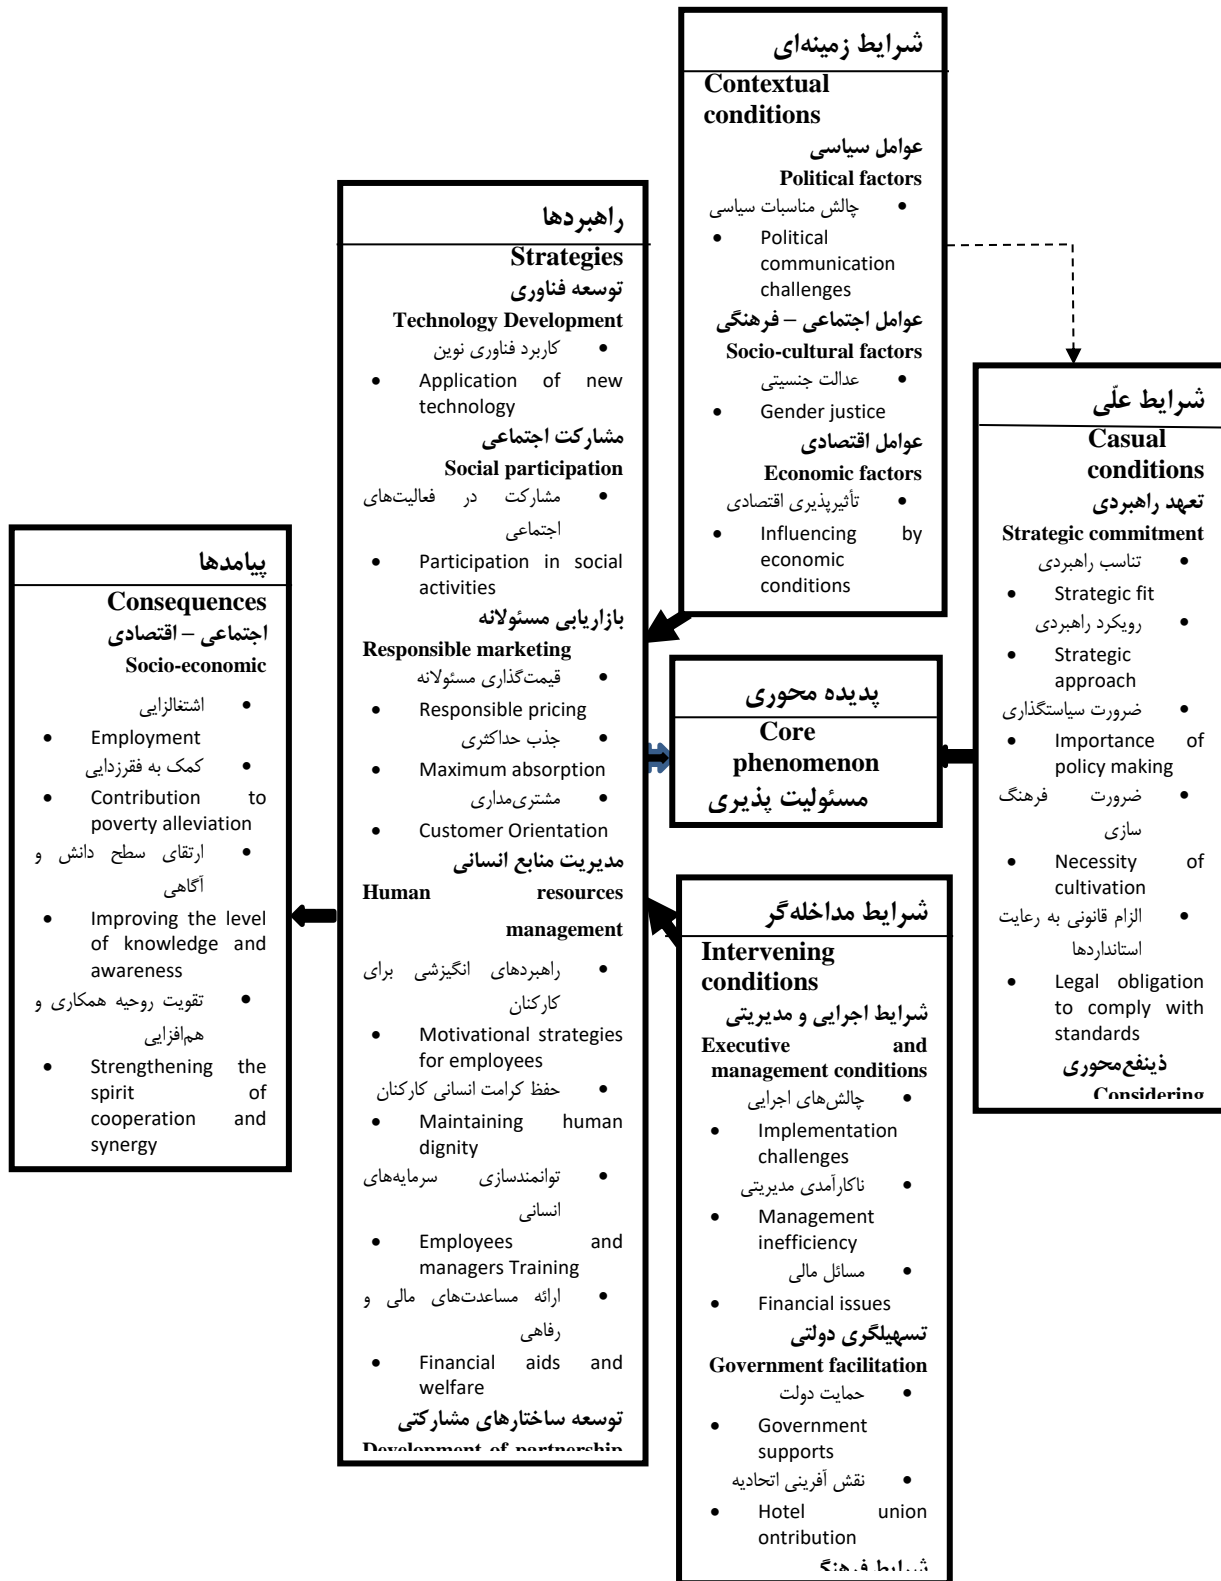 شرایط زمینه‌ای
Contextual
conditions
عوامل سیاسی
Political factors
• چالش مناسبات سیاسی
• Political
communication
challenges
عوامل اجتماعی – فرهنگی
Socio-cultural factors
• عدالت جنسیتی
• Gender justice
عوامل اقتصادی
Economic factors
• تأثیرپذیری اقتصادی
• Influencing by
economic
conditions
شرایط علّی
Casual
conditions
تعهد راهبردی
Strategic commitment
• تناسب راهبردی
• Strategic fit
• رویکرد راهبردی
• Strategic
approach
• ضرورت سیاستگذاری
• Importance of
policy making
• ضرورت فرهنگ
سازی
• Necessity of
cultivation
• الزام قانونی به رعایت
استانداردها
• Legal obligation
to comply with
standards
ذینفع‌محوری
Considering
پدیده محوری
Core
phenomenon
مسئولیت پذیری
شرایط مداخله‌گر
Intervening
conditions
شرایط اجرایی و مدیریتی
Executive and
management conditions
• چالش‌های اجرایی
• Implementation
challenges
• ناکارآمدی مدیریتی
• Management
inefficiency
• مسائل مالی
• Financial issues
تسهیلگری دولتی
Government facilitation
• حمایت دولت
• Government
supports
• نقش آفرینی اتحادیه
• Hotel union
ontribution
شرایط فرهنگی
راهبردها
Strategies
توسعه فناوری
Technology Development
• کاربرد فناوری نوین
• Application of new
technology
مشارکت اجتماعی
Social participation
• مشارکت در فعالیت‌های
اجتماعی
• Participation in social
activities
بازاریابی مسئولانه
Responsible marketing
• قیمت‌گذاری مسئولانه
• Responsible pricing
• جذب حداکثری
• Maximum absorption
• مشتری‌مداری
• Customer Orientation
مدیریت منابع انسانی
Human resources
management
• راهبردهای انگیزشی برای
کارکنان
• Motivational strategies
for employees
• حفظ کرامت انسانی کارکنان
• Maintaining human
dignity
• توانمندسازی سرمایه‌های
انسانی
• Employees and
managers Training
• ارائه مساعدت‌های مالی و
رفاهی
• Financial aids and
welfare
توسعه ساختارهای مشارکتی
Development of partnership
پیامدها
Consequences
اجتماعی – اقتصادی
Socio-economic
• اشتغالزایی
• Employment
• کمک به فقرزدایی
• Contribution to
poverty alleviation
• ارتقای سطح دانش و
آگاهی
• Improving the level
of knowledge and
awareness
• تقویت روحیه همکاری و
هم‌افزایی
• Strengthening the
spirit of
cooperation and
synergy